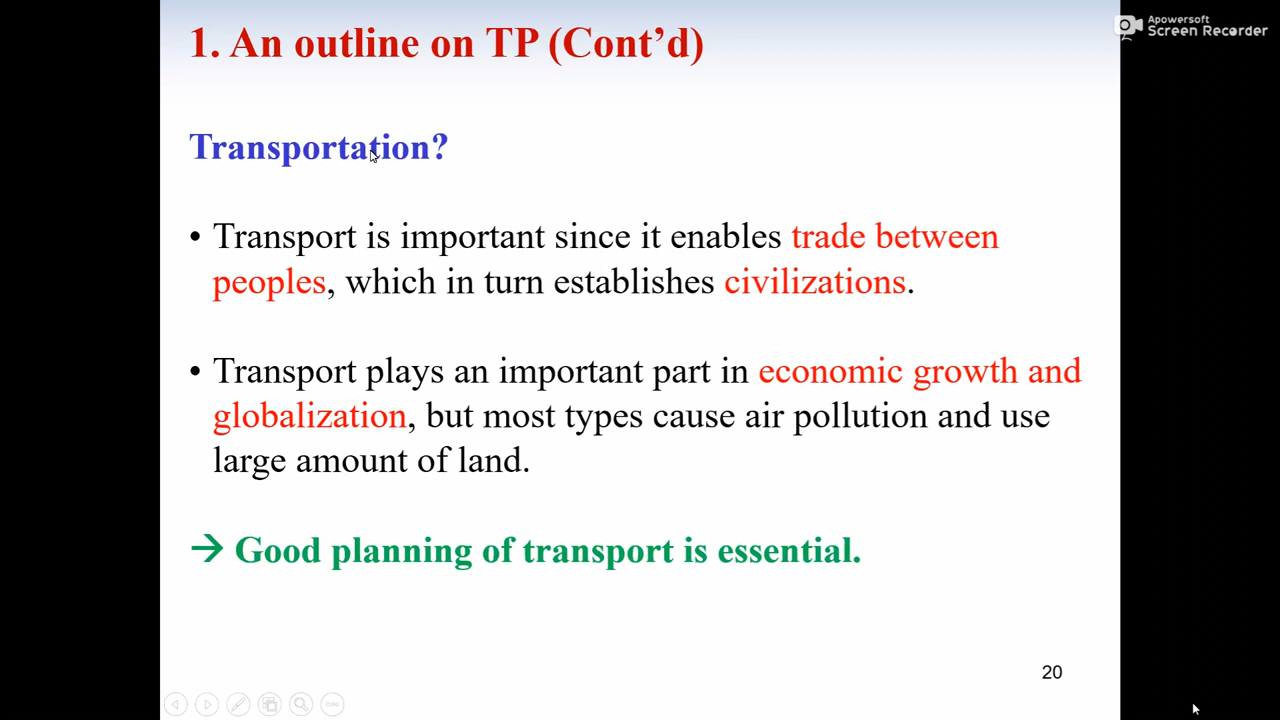 1. An outline on TP (Cont’d)
Apowersoft
Screen Recorder
Transportation?
• Transport is important since it enables trade between
peoples, which in turn establishes civilizations.
• Transport plays an important part in economic growth and
globalization, but most types cause air pollution and use
large amount of land.
→ Good planning of transport is essential.
20